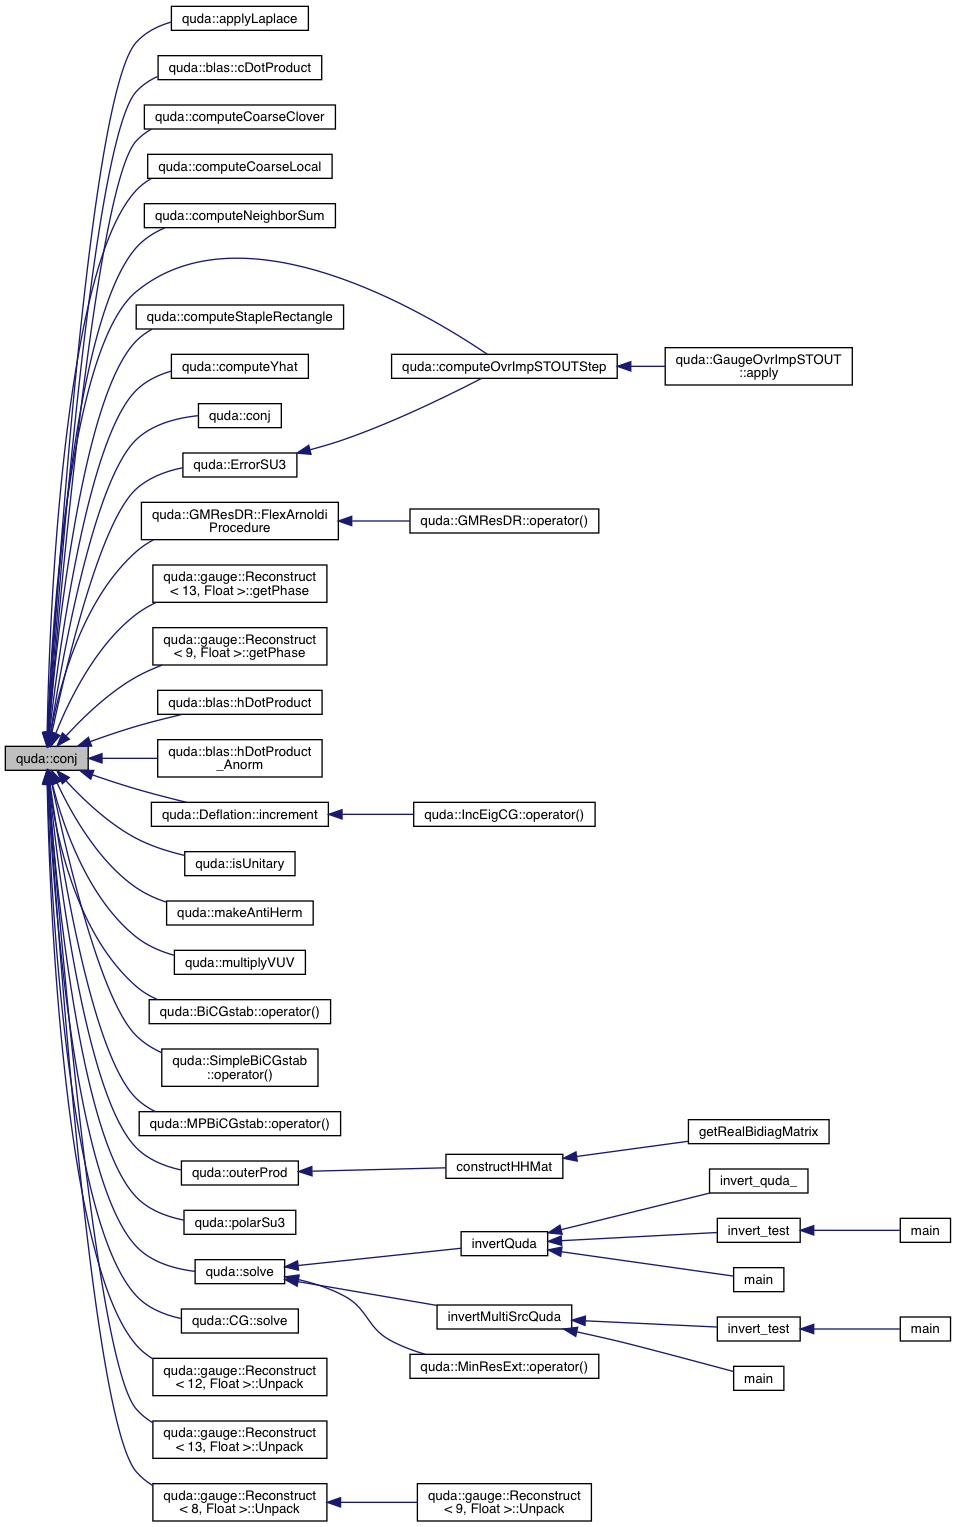 quda::applyLaplace
quda::blas::cDotProduct
quda::computeCoarseClover
quda::computeCoarseLocal
quda::computeNeighborSum
quda::computeStapleRectangle
quda::computeYhat
quda::computeOvrImpSTOUTStep
quda::GaugeOvrImpSTOUT
::apply
quda::conj
quda::ErrorSU3
quda::GMResDR::FlexArnoldi
Procedure
quda::GMResDR::operator()
quda::gauge::Reconstruct
< 13, Float >::getPhase
quda::gauge::Reconstruct
< 9, Float >::getPhase
quda::blas::hDotProduct
quda::conj
quda::blas::hDotProduct
_Anorm
quda::Deflation::increment
quda::IncEigCG::operator()
quda::isUnitary
quda::makeAntiHerm
quda::multiplyVUV
quda::BiCGstab::operator()
quda::SimpleBiCGstab
::operator()
quda::MPBiCGstab::operator()
quda::outerProd
constructHHMat
getRealBidiagMatrix
quda::polarSu3
quda::solve
invertQuda
invert_quda_
invert_test
main
main
quda::CG::solve
invertMultiSrcQuda
invert_test
main
main
quda::MinResExt::operator()
quda::gauge::Reconstruct
< 12, Float >::Unpack
quda::gauge::Reconstruct
< 13, Float >::Unpack
quda::gauge::Reconstruct
< 8, Float >::Unpack
quda::gauge::Reconstruct
< 9, Float >::Unpack